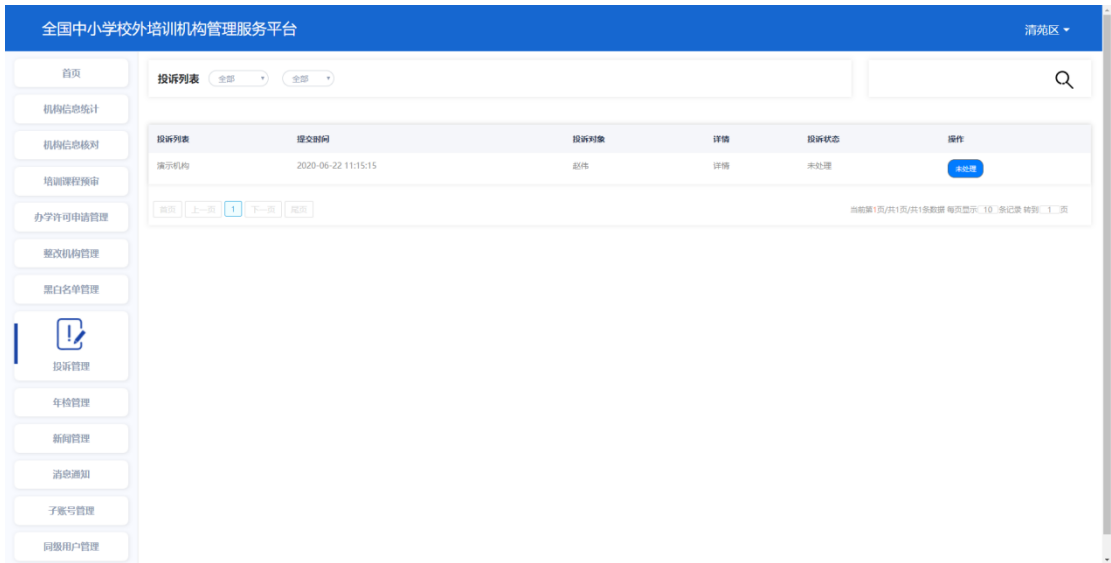 全国中小学校外培训机构管理服务平台
清苑区
首页
机构信息统计
机构信息核对
培训课程预审
办学许可申请管理
整改机构管理
黑白名单管理
投诉管理
年检管理
新闻管理
消息通知
子账号管理
同级用户管理
投诉列表 全部 全部
投诉列表 提交时间 投诉对象 详情 投诉状态 操作
演示机构 2020-06-22 11:15:15 赵伟 详情 未处理 未处理
首页 上一页 1 下一页 尾页
当前第1页/共1页/共1条数据 每页显示 10 条记录 转到 1 页